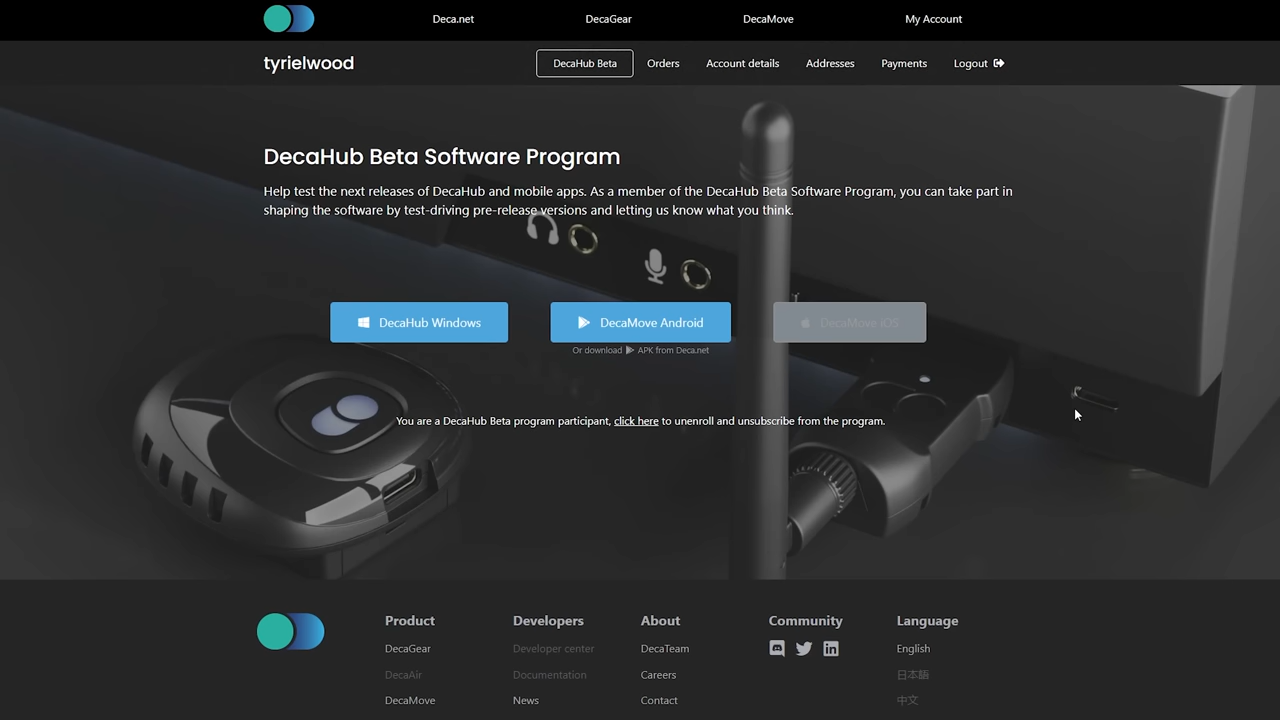 Deca.net
DecaGear
DecaMove
My Account
tyrielwood
DecaHub Beta
Orders
Account details
Addresses
Payments
Logout
DecaHub Beta Software Program
Help test the next releases of DecaHub and mobile apps. As a member of the DecaHub Beta Software Program, you can take part in
shaping the software by test-driving pre-release versions and letting us know what you think.
DecaHub Windows
DecaMove Android
DecaMove iOS
Or download APK from Deca.net
You are a DecaHub Beta program participant, click here to unenroll and unsubscribe from the program.
Product
Developers
About
Community
Language
DecaGear
Developer center
DecaTeam
English
DecaAir
Documentation
Careers
日本語
DecaMove
News
Contact
中文